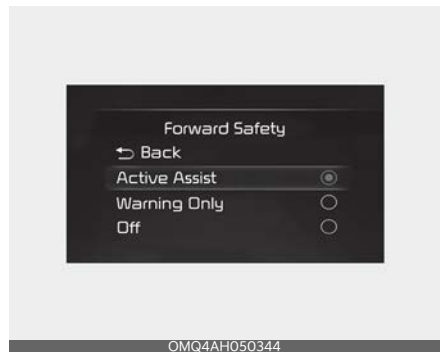 Forward Safety
Back
Active Assist
Warning Only
Off
OMQ4AH050344